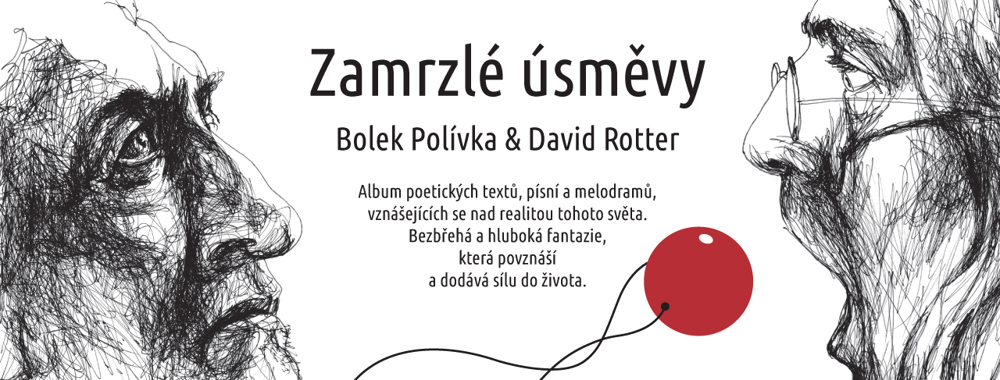 Zamrzlé úsměvy
Bolek Polívka & David Rotter
Album poetických textů, písní a melodramů,
vznášejících se nad realitou tohoto světa.
Bezbřehá a hluboká fantazie,
která povznáší
a dodává sílu do života.